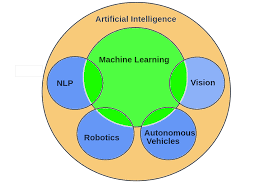 Artificial Intelligence
Machine Learning
NLP
Vision
Robotics
Autonomous
Vehicles